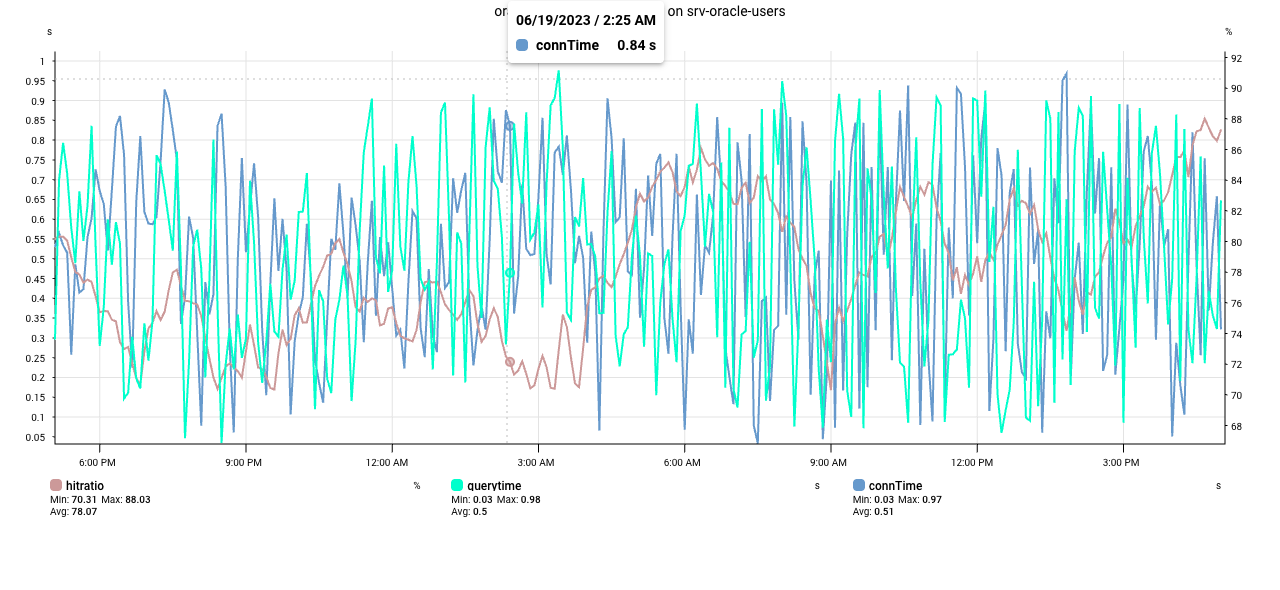 on srv-oracle-users
06/19/2023 / 2:25 AM
connTime 0.84 s
s
%
1
0.95
0.9
0.85
0.8
0.75
0.7
0.65
0.6
0.55
0.5
0.45
0.4
0.35
0.3
0.25
0.2
0.15
0.1
0.05
92
90
88
86
84
82
80
78
76
74
72
70
68
6:00 PM 9:00 PM 12:00 AM 3:00 AM 6:00 AM 9:00 AM 12:00 PM 3:00 PM
hitratio %
Min: 70.31 Max: 88.03
Avg: 78.07
querytime s
Min: 0.03 Max: 0.98
Avg: 0.5
connTime s
Min: 0.03 Max: 0.97
Avg: 0.51